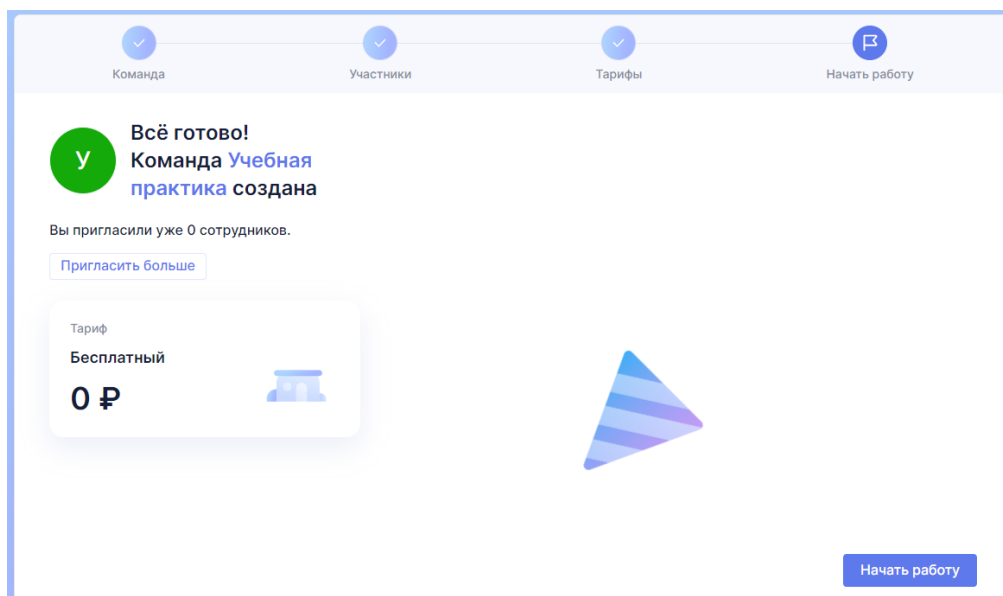 Команда
Участники
Тарифы
Начать работу
У
Всё готово!
Команда Учебная
практика создана
Вы пригласили уже 0 сотрудников.
Пригласить больше
Тариф
Бесплатный
0 ₽
Начать работу